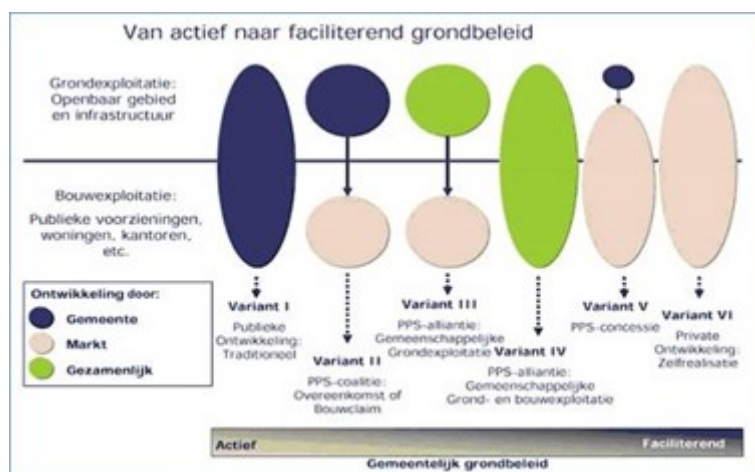 Van actief naar faciliterend grondbeleid
Grondexploitatie:
Openbaar gebied
en infrastructuur
Bouwexploitatie:
Publieke voorzieningen,
woningen, kantoren,
etc.
Ontwikkeling door:
Gemeente
Markt
Gezamenlijk
Variant I
Publieke
Ontwikkeling:
Traditioneel
Variant II
PPS-coalitie:
Overeenkomst of
Bouwclaim
Variant III
PPS-alliantie:
Gemeenschappelijke
Grondexploitatie
Variant IV
PPS-alliantie:
Gemeenschappelijke
Grond- en bouwexploitatie
Variant V
PPS-concessie
Variant VI
Private
Ontwikkeling:
Zelfrealisatie
Actief
Faciliterend
Gemeentelijk grondbeleid